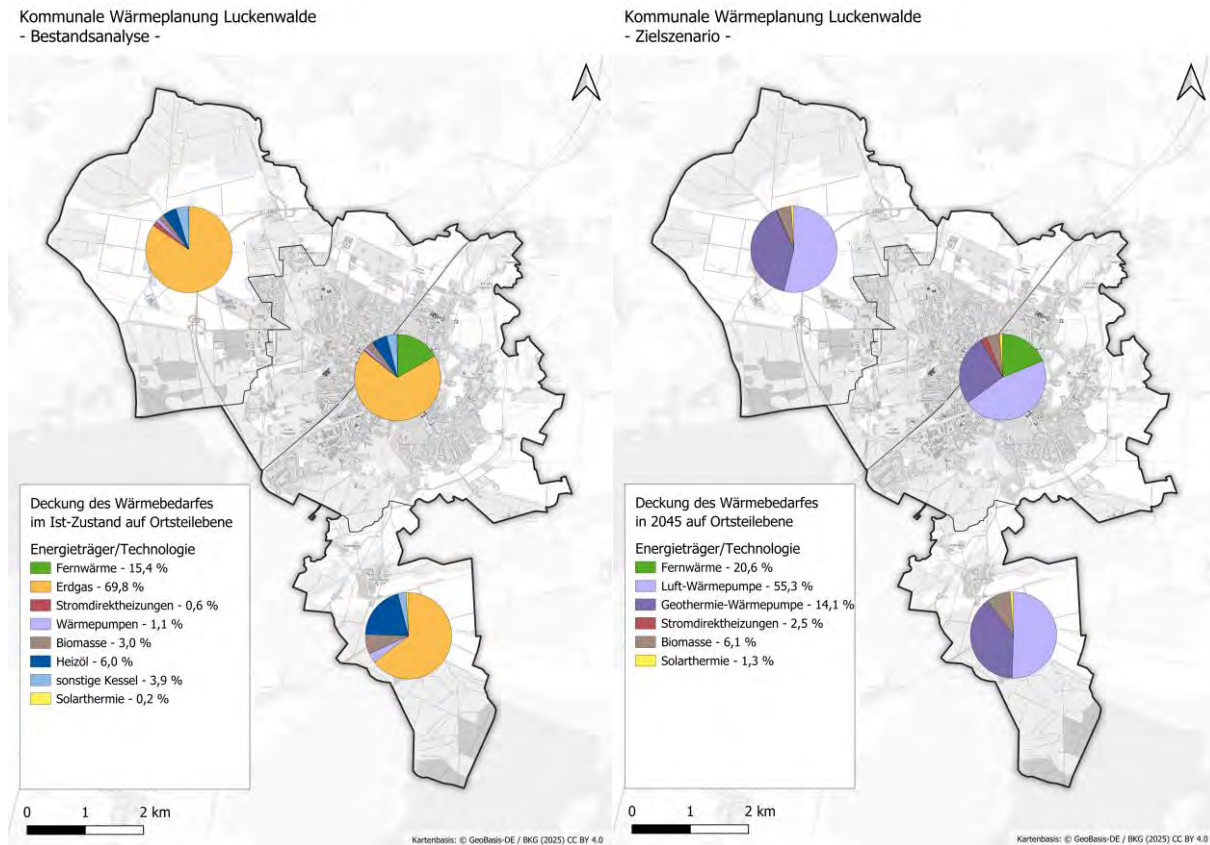 Kommunale Wärmeplanung Luckenwalde
- Bestandsanalyse -
Deckung des Wärmebedarfes
im Ist-Zustand auf Ortsteilebene
Energieträger/Technologie
Fernwärme - 15,4 %
Erdgas - 69,8 %
Stromdirektheizungen - 0,6 %
Wärmepumpen - 1,1 %
Biomasse - 3,0 %
Heizöl - 6,0 %
sonstige Kessel - 3,9 %
Solarthermie - 0,2 %
0 1 2 km
Kartenbasis: © GeoBasis-DE / BKG (2025) CC BY 4.0
Kommunale Wärmeplanung Luckenwalde
- Zielszenario -
Deckung des Wärmebedarfes
in 2045 auf Ortsteilebene
Energieträger/Technologie
Fernwärme - 20,6 %
Luft-Wärmepumpe - 55,3 %
Geothermie-Wärmepumpe - 14,1 %
Stromdirektheizungen - 2,5 %
Biomasse - 6,1 %
Solarthermie - 1,3 %
0 1 2 km
Kartenbasis: © GeoBasis-DE / BKG (2025) CC BY 4.0